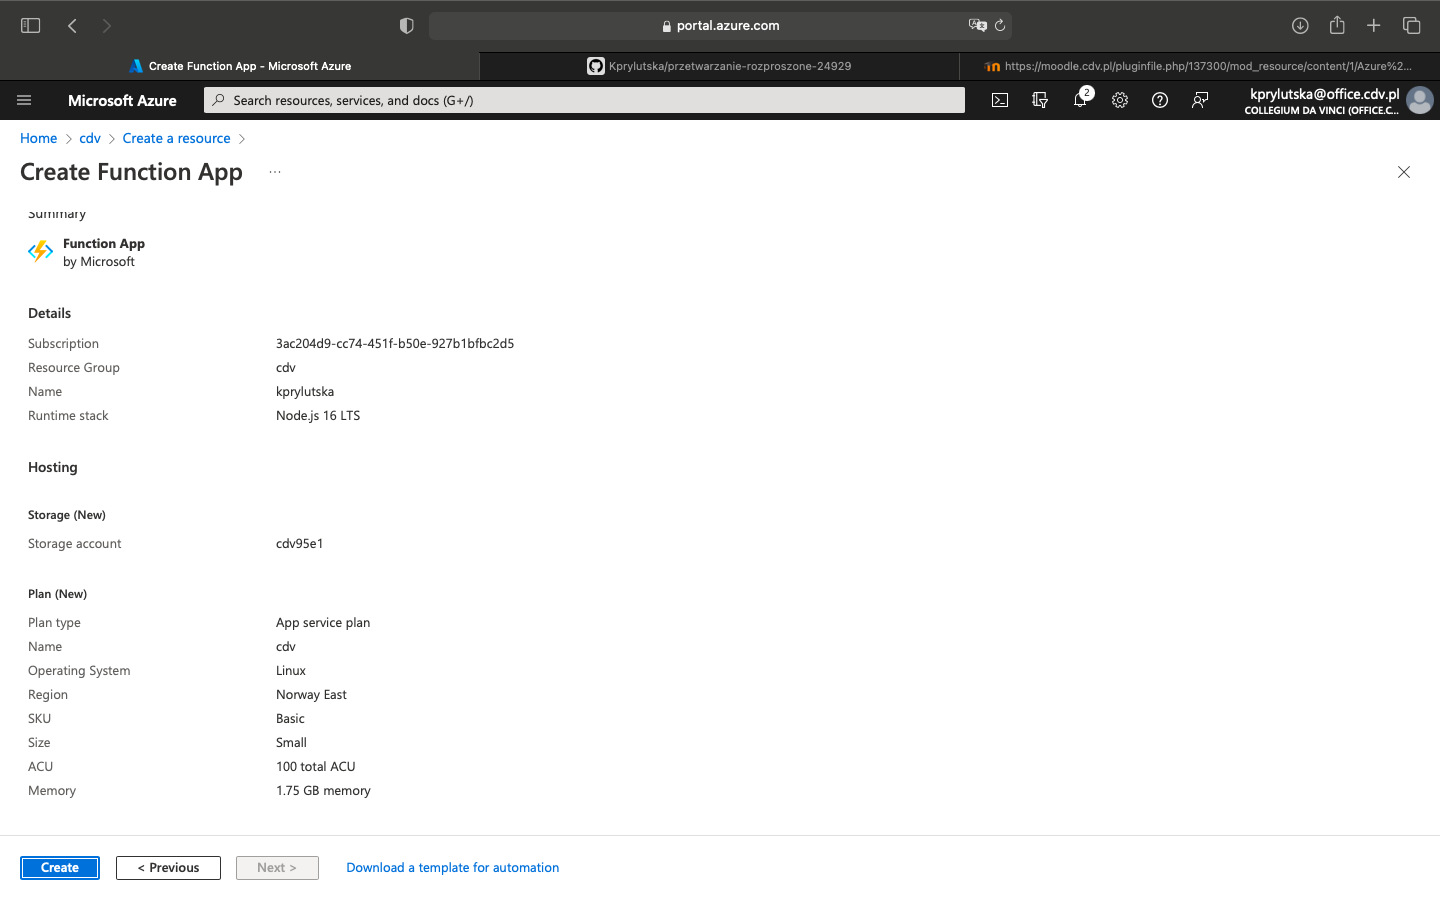 portal.azure.com
Create Function App - Microsoft Azure
Kprylutska/przetwarzanie-rozproszone-24929
https://moodle.cdv.pl/pluginfile.php/137300/mod_resource/content/1/Azure%2...
Microsoft Azure
Search resources, services, and docs (G+/)
2
kprylutska@office.cdv.pl
COLLEGIUM DA VINCI (OFFICE.C...
Home > cdv > Create a resource >
Create Function App ...
Summary
Function App
by Microsoft
Details
Subscription 3ac204d9-cc74-451f-b50e-927b1bfbc2d5
Resource Group cdv
Name kprylutska
Runtime stack Node.js 16 LTS
Hosting
Storage (New)
Storage account cdv95e1
Plan (New)
Plan type App service plan
Name cdv
Operating System Linux
Region Norway East
SKU Basic
Size Small
ACU 100 total ACU
Memory 1.75 GB memory
Create < Previous Next > Download a template for automation